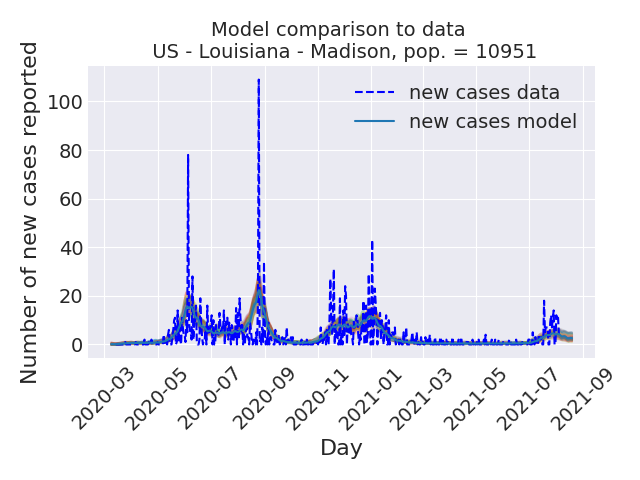 Model comparison to data
US - Louisiana - Madison, pop. = 10951
Number of new cases reported
100
80
60
40
20
0
new cases data
new cases model
2020-03
2020-05
2020-07
2020-09
2020-11
2021-01
2021-03
2021-05
2021-07
2021-09
Day